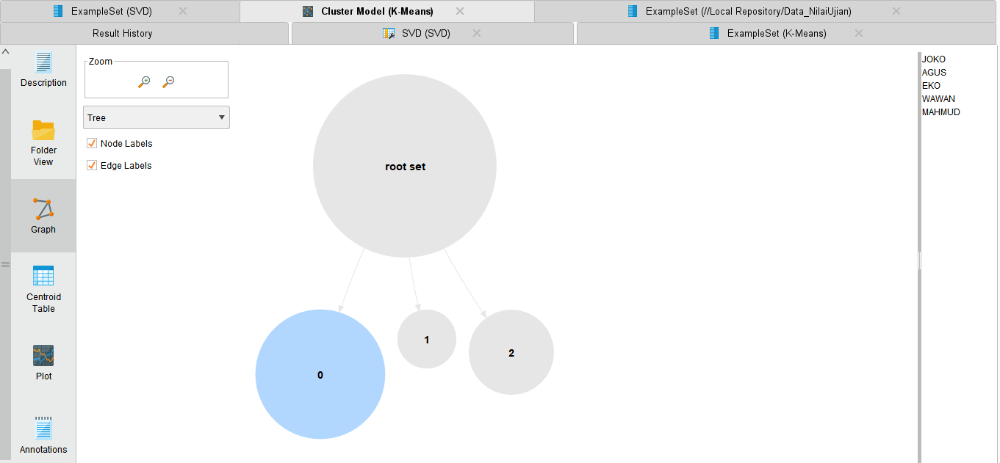 ExampleSet (SVD)
Cluster Model (K-Means)
ExampleSet (//Local Repository/Data_NilaiUjian)
Result History
SVD (SVD)
ExampleSet (K-Means)
Description
Folder
View
Graph
Centroid
Table
Plot
Annotations
Zoom
Tree
Node Labels
Edge Labels
root set
0
1
2
JOKO
AGUS
EKO
WAWAN
MAHMUD